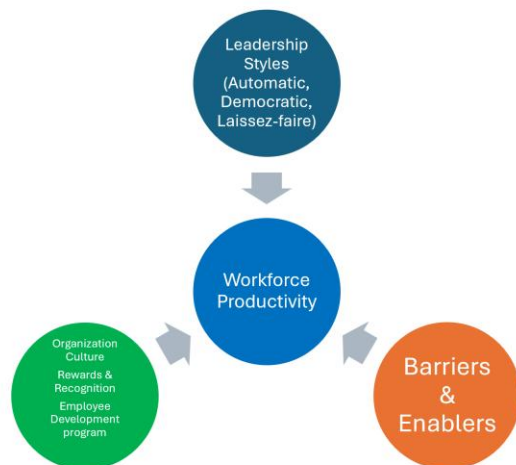 Leadership
Styles
(Automatic,
Democratic,
Laissez-faire)
Workforce
Productivity
Organization
Culture
Rewards &
Recognition
Employee
Development
program
Barriers
&
Enablers